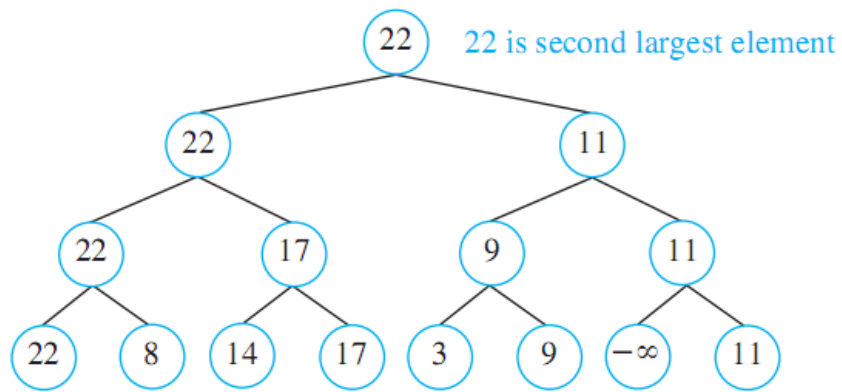 22 22 is second largest element
22 11
22 17 9 11
22 8 14 17 3 9 −∞ 11